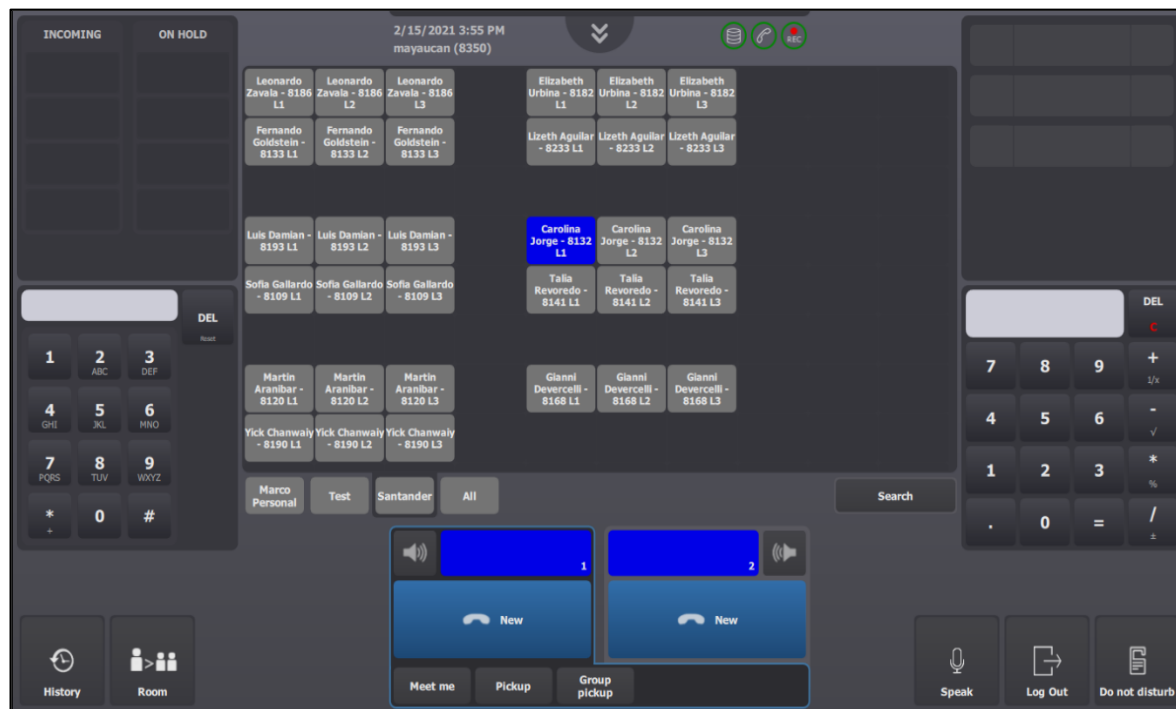 INCOMING ON HOLD
2/15/2021 3:55 PM
mayaucan (8350)
REC
Leonardo Leonardo Leonardo Elizabeth Elizabeth Elizabeth
Zavala - 8186 Zavala - 8186 Zavala - 8186 Urbina - 8182 Urbina - 8182 Urbina - 8182
L1 L2 L3 L1 L2 L3
Fernando Fernando Fernando Lizeth Aguilar Lizeth Aguilar Lizeth Aguilar
Goldstein - Goldstein - Goldstein - - 8233 L1 - 8233 L2 - 8233 L3
8133 L1 8133 L2 8133 L3
Luis Damian - Luis Damian - Luis Damian - Carolina Carolina Carolina
8193 L1 8193 L2 8193 L3 Jorge - 8132 Jorge - 8132 Jorge - 8132
L1 L2 L3
Sofia Gallardo Sofia Gallardo Sofia Gallardo Talia Talia Talia
- 8109 L1 - 8109 L2 - 8109 L3 Revoredo - Revoredo - Revoredo -
8141 L1 8141 L2 8141 L3
Martin Martin Martin Gianni Gianni Gianni
Aranibar - Aranibar - Aranibar - Devercelli - Devercelli - Devercelli -
8120 L1 8120 L2 8120 L3 8168 L1 8168 L2 8168 L3
Yick Chanwaiy Yick Chanwaiy Yick Chanwaiy
- 8190 L1 - 8190 L2 - 8190 L3
DEL
Reset
1 2 3
ABC DEF
4 5 6
GHI JKL MNO
7 8 9
PQRS TUV WXYZ
* 0 #
+
DEL
C
7 8 9 +
1/x
4 5 6 -
√
1 2 3 *
%
. 0 = /
±
Marco Personal Test Santander All Search
1 2
New New
Meet me Pickup Group pickup
History Room Speak Log Out Do not disturb